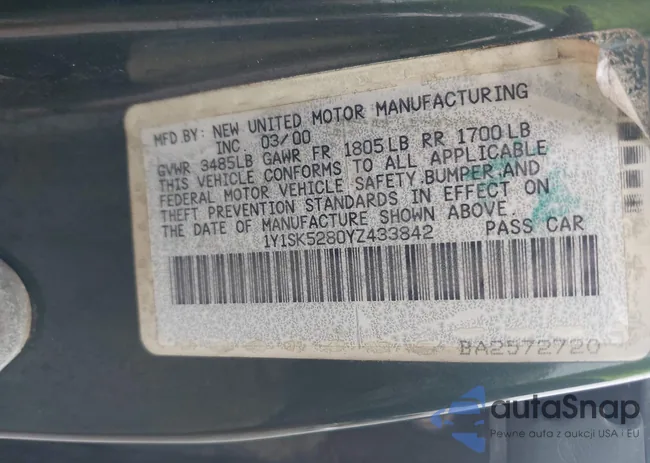 MFD.BY: NEW UNITED MOTOR MANUFACTURING
INC. 03/00
GVWR 3485LB GAWR FR 1805LB RR 1700LB
THIS VEHICLE CONFORMS TO ALL APPLICABLE
FEDERAL MOTOR VEHICLE SAFETY,BUMPER,AND
THEFT PREVENTION STANDARDS IN EFFECT ON
THE DATE OF MANUFACTURE SHOWN ABOVE.
1Y1SK5280YZ433842 PASS CAR
BA2572720
autaSnap
Pewne auta z aukcji USA i EU